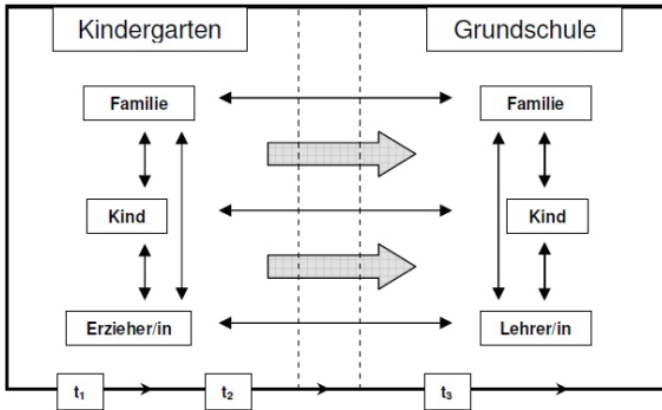 Kindergarten
Grundschule
Familie
Familie
Kind
Kind
Erzieher/in
Lehrer/in
t₁
t₂
t₃